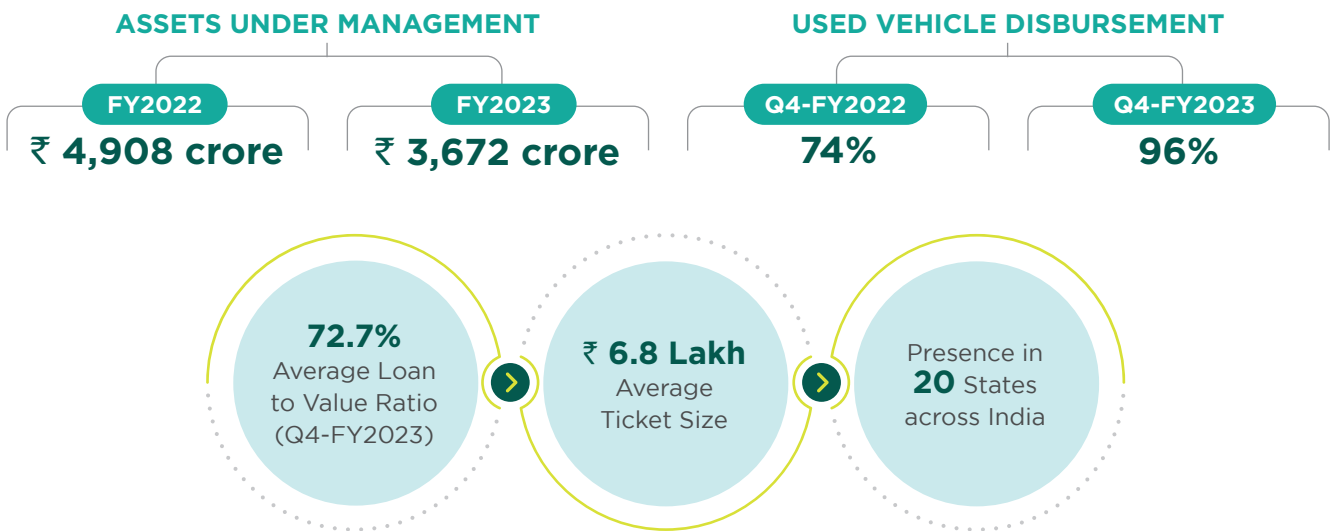 ASSETS UNDER MANAGEMENT
FY2022
₹ 4,908 crore
FY2023
₹ 3,672 crore
USED VEHICLE DISBURSEMENT
Q4-FY2022
74%
Q4-FY2023
96%
72.7%
Average Loan
to Value Ratio
(Q4-FY2023)
₹ 6.8 Lakh
Average
Ticket Size
Presence in
20 States
across India